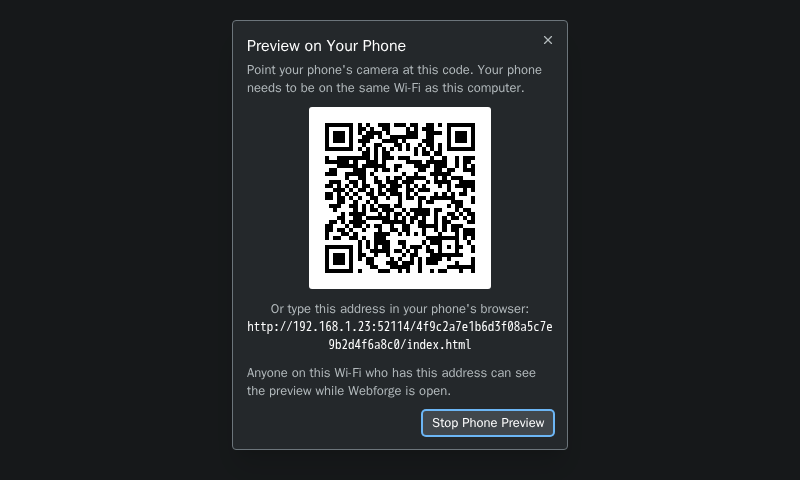 Preview on Your Phone
×
Point your phone's camera at this code. Your phone
needs to be on the same Wi-Fi as this computer.
Or type this address in your phone's browser:
http://192.168.1.23:52114/4f9c2a7e1b6d3f08a5c7e
9b2d4f6a8c0/index.html
Anyone on this Wi-Fi who has this address can see
the preview while Webforge is open.
Stop Phone Preview